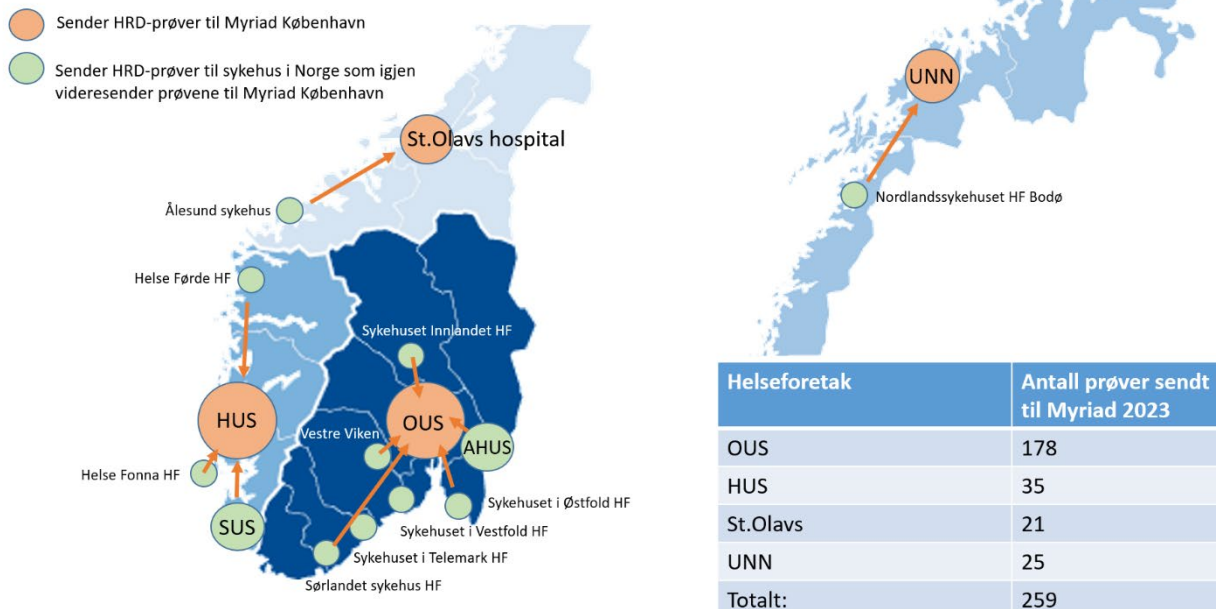 Sender HRD-prøver til Myriad København
Sender HRD-prøver til sykehus i Norge som igjen
videresender prøvene til Myriad København
UNN
St.Olavs hospital
Nordlandssykehuset HF Bodø
Ålesund sykehus
Helse Førde HF
Sykehuset Innlandet HF
HUS
OUS
Vestre Viken
AHUS
Helse Fonna HF
SUS
Sykehuset i Østfold HF
Sykehuset i Vestfold HF
Sykehuset i Telemark HF
Sørlandet sykehus HF
Helseforetak
Antall prøver sendt
til Myriad 2023
OUS 178
HUS 35
St.Olavs 21
UNN 25
Totalt: 259